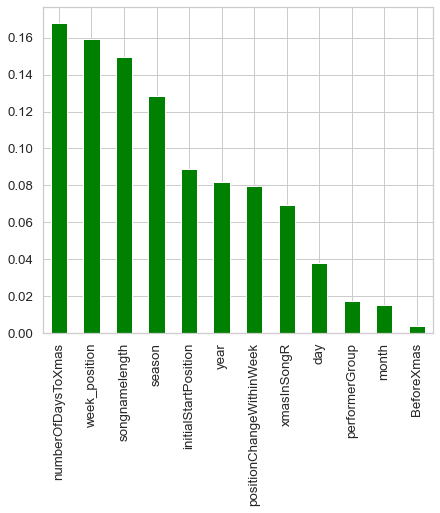 0.16
0.14
0.12
0.10
0.08
0.06
0.04
0.02
0.00
numberOfDaysToXmas
week_position
songnamelength
season
initialStartPosition
year
positionChangeWithinWeek
xmasInSongR
day
performerGroup
month
BeforeXmas